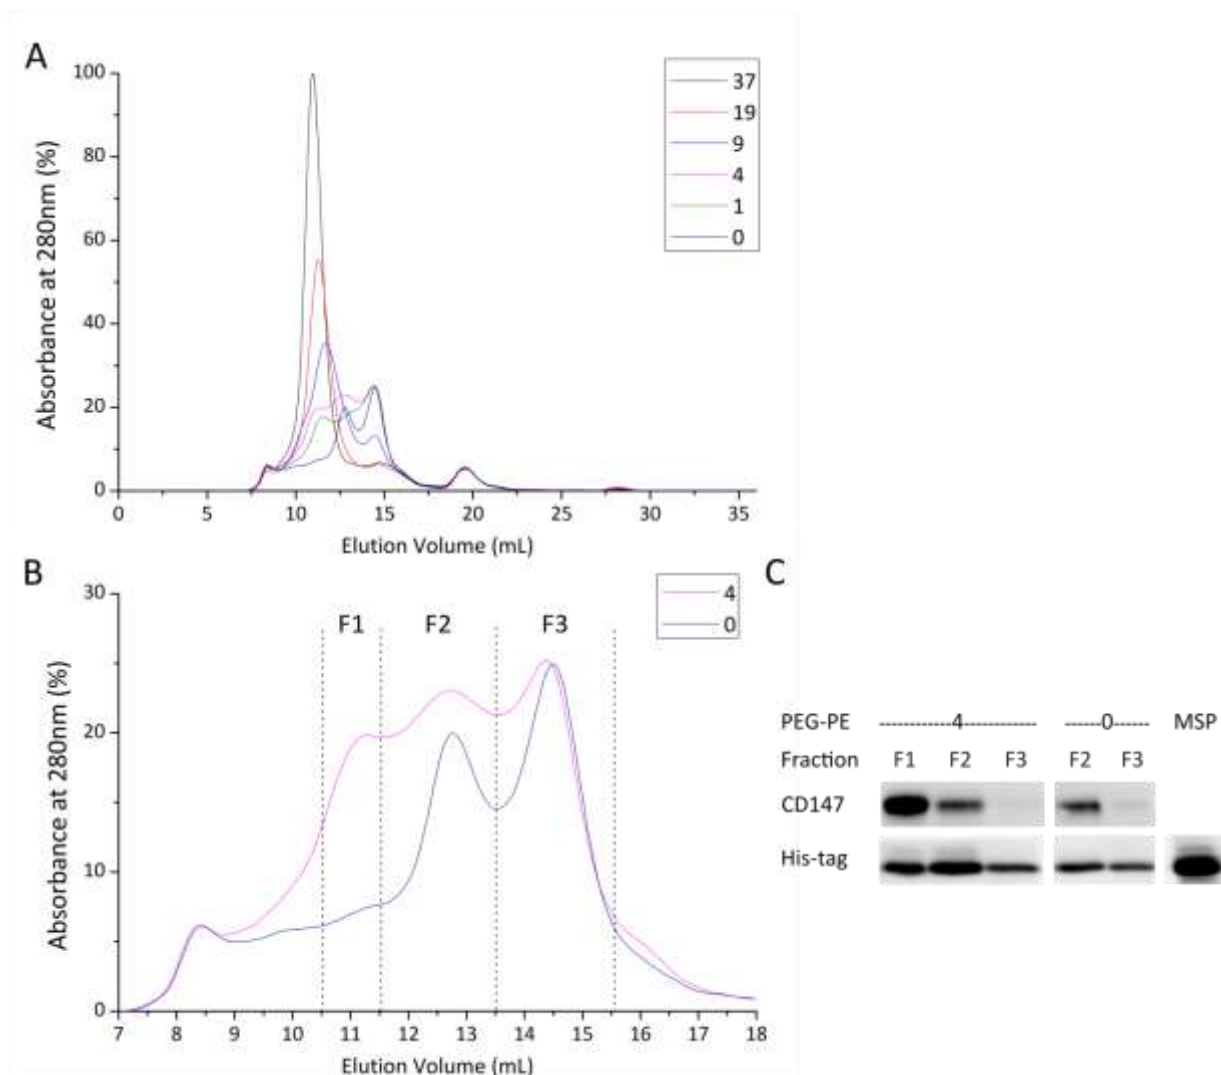 A
Absorbance at 280nm (%)
100
80
60
40
20
0
0 5 10 15 20 25 30 35
Elution Volume (mL)
37
19
9
4
1
0
B
Absorbance at 280nm (%)
30
20
10
0
F1 F2 F3
4
0
7 8 9 10 11 12 13 14 15 16 17 18
Elution Volume (mL)
C
PEG-PE ------------4------------- -----0------ MSP
Fraction F1 F2 F3 F2 F3
CD147
His-tag